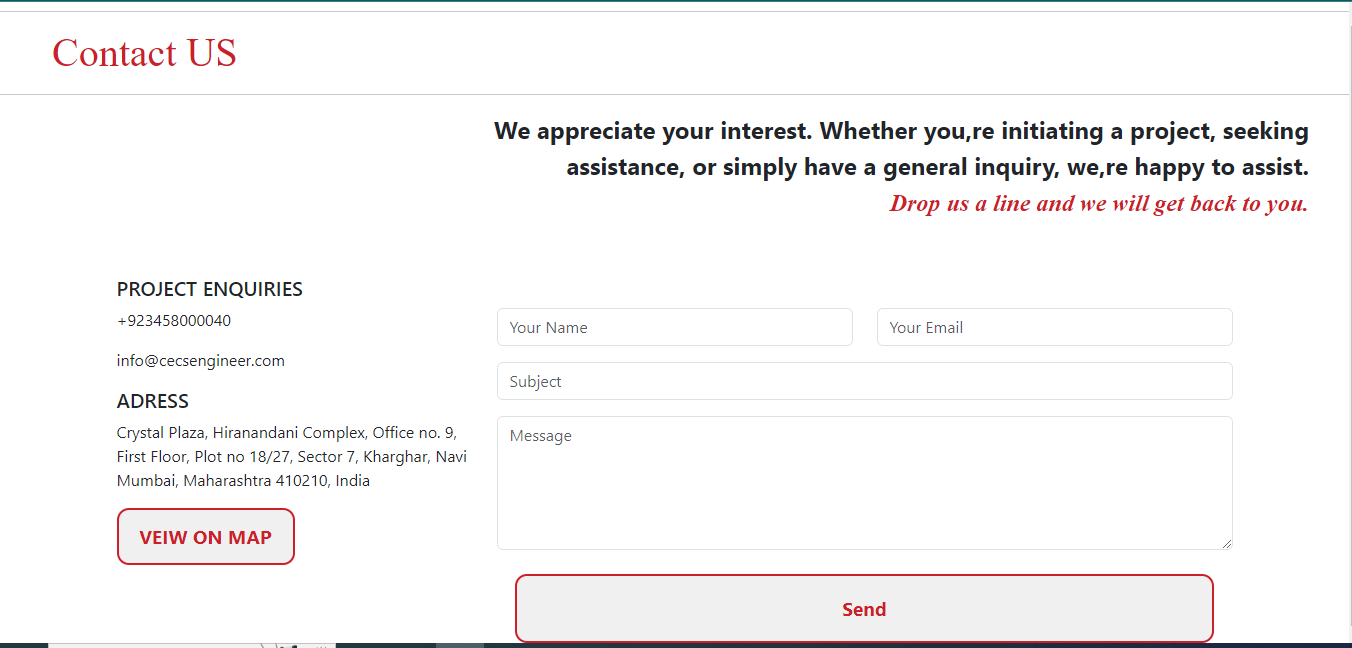 Contact US
We appreciate your interest. Whether you,re initiating a project, seeking
assistance, or simply have a general inquiry, we,re happy to assist.
Drop us a line and we will get back to you.
PROJECT ENQUIRIES
+923458000040
info@cecsengineer.com
ADRESS
Crystal Plaza, Hiranandani Complex, Office no. 9,
First Floor, Plot no 18/27, Sector 7, Kharghar, Navi
Mumbai, Maharashtra 410210, India
VEIW ON MAP
Your Name
Your Email
Subject
Message
Send